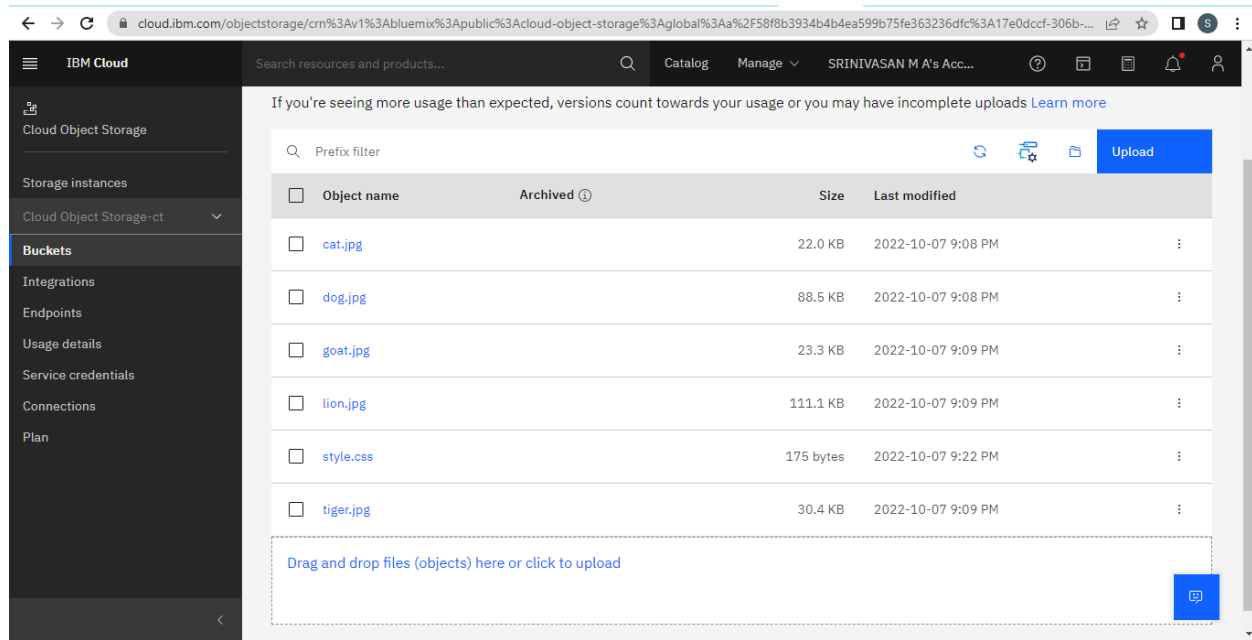 cloud.ibm.com/objectstorage/crn%3Av1%3Abluemix%3Apublic%3Acloud-object-storage%3Aglobal%3Aa%2F58f8b3934b4b4ea599b75fe363236dfc%3A17e0dccf-306b-...
S
IBM Cloud
Search resources and products...
Catalog
Manage
SRINIVASAN M A's Acc...
Cloud Object Storage
Storage instances
Cloud Object Storage-ct
Buckets
Integrations
Endpoints
Usage details
Service credentials
Connections
Plan
If you're seeing more usage than expected, versions count towards your usage or you may have incomplete uploads Learn more
Prefix filter
Upload
Object name Archived Size Last modified
cat.jpg 22.0 KB 2022-10-07 9:08 PM
dog.jpg 88.5 KB 2022-10-07 9:08 PM
goat.jpg 23.3 KB 2022-10-07 9:09 PM
lion.jpg 111.1 KB 2022-10-07 9:09 PM
style.css 175 bytes 2022-10-07 9:22 PM
tiger.jpg 30.4 KB 2022-10-07 9:09 PM
Drag and drop files (objects) here or click to upload